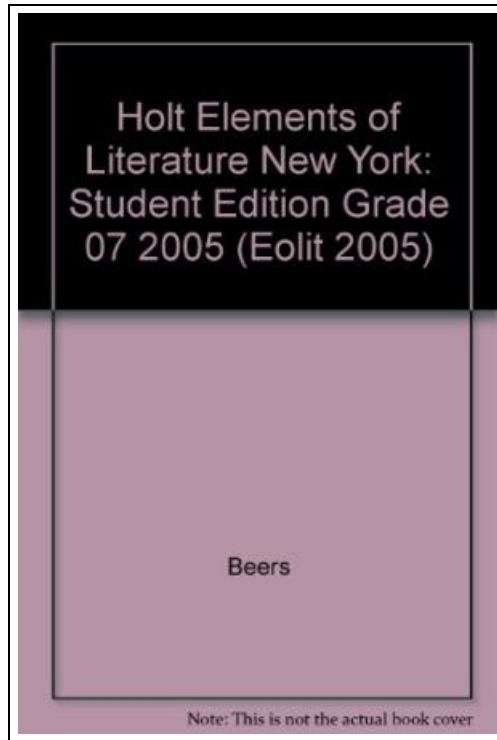 Holt Elements of
Literature New York:
Student Edition Grade
07 2005 (Eolit 2005)
Beers
Note: This is not the actual book cover